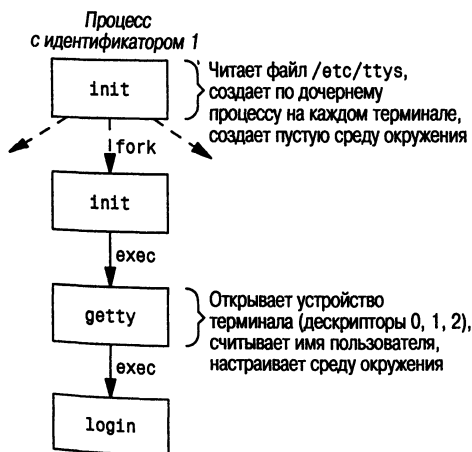 Процесс
с идентификатором 1
init
Читает файл /etc/ttys,
создает по дочернему
процессу на каждом терминале,
создает пустую среду окружения
fork
init
exec
getty
Открывает устройство
терминала (дескрипторы 0, 1, 2),
считывает имя пользователя,
настраивает среду окружения
exec
login